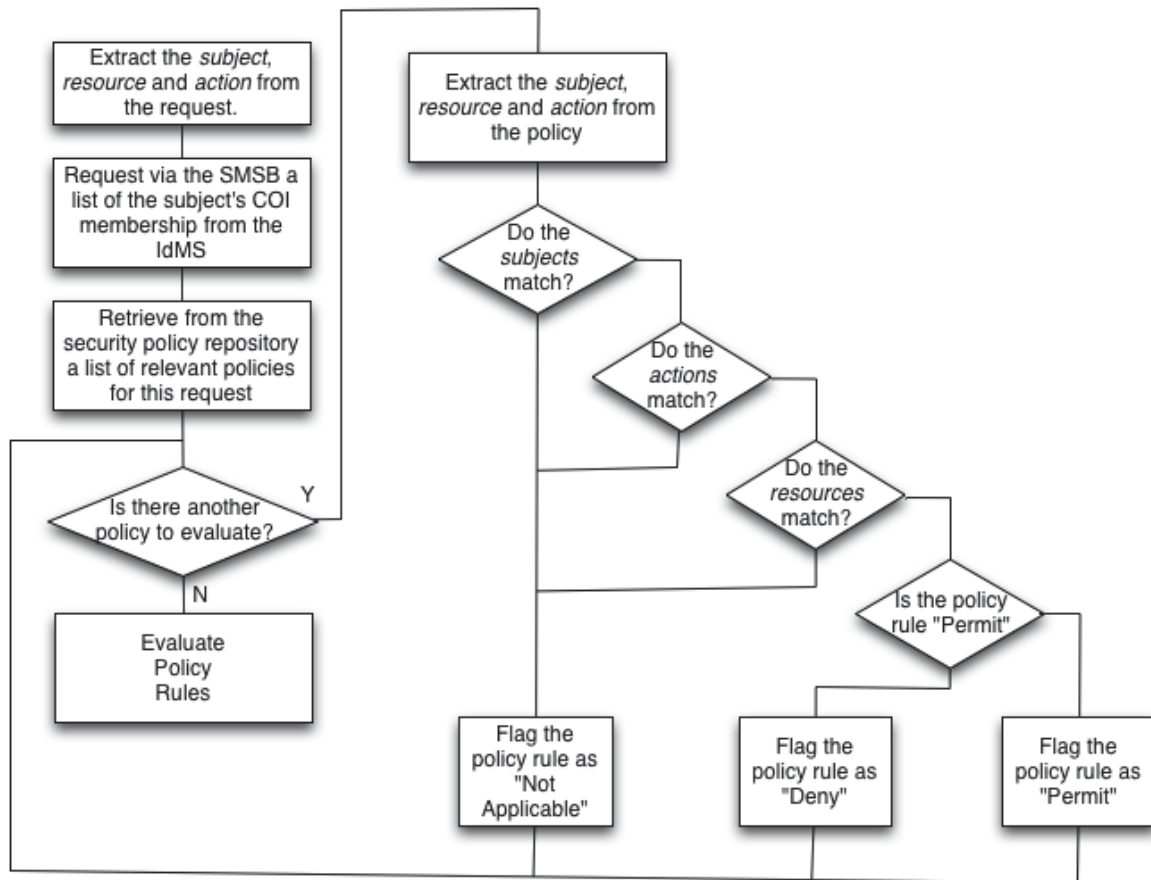 Extract the subject,
resource and action from
the request.
Request via the SMSB a
list of the subject's COI
membership from the
IdMS
Retrieve from the
security policy repository
a list of relevant policies
for this request
Is there another
policy to evaluate?
Y
N
Evaluate
Policy
Rules
Extract the subject,
resource and action from
the policy
Do the
subjects
match?
Do the
actions
match?
Do the
resources
match?
Is the policy
rule "Permit"
Flag the
policy rule as
"Not
Applicable"
Flag the
policy rule as
"Deny"
Flag the
policy rule as
"Permit"